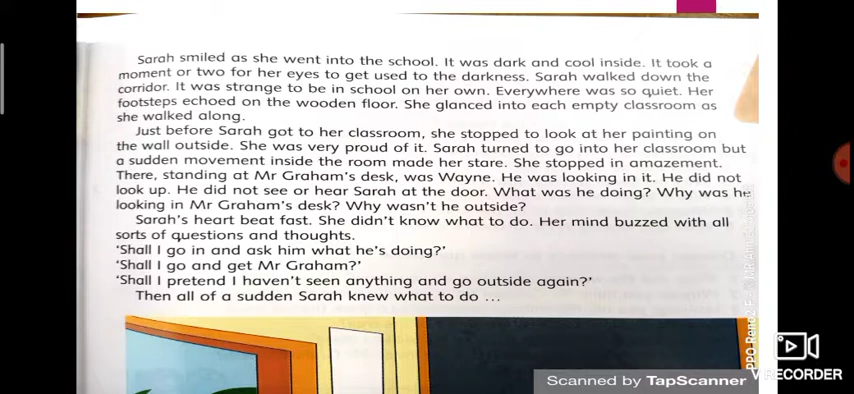 Sarah smiled as she went into the school. It was dark and cool inside. It took a
moment or two for her eyes to get used to the darkness. Sarah walked down the
corridor. It was strange to be in school on her own. Everywhere was so quiet. Her
footsteps echoed on the wooden floor. She glanced into each empty classroom as
she walked along.
Just before Sarah got to her classroom, she stopped to look at her painting on
the wall outside. She was very proud of it. Sarah turned to go into her classroom but
a sudden movement inside the room made her stare. She stopped in amazement.
There, standing at Mr Graham's desk, was Wayne. He was looking in it. He did not
look up. He did not see or hear Sarah at the door. What was he doing? Why was he
looking in Mr Graham's desk? Why wasn't he outside?
Sarah's heart beat fast. She didn't know what to do. Her mind buzzed with all
sorts of questions and thoughts.
'Shall I go in and ask him what he's doing?'
'Shall I go and get Mr Graham?'
'Shall I pretend I haven't seen anything and go outside again?'
Then all of a sudden Sarah knew what to do ...
Scanned by TapScanner
RECORDER